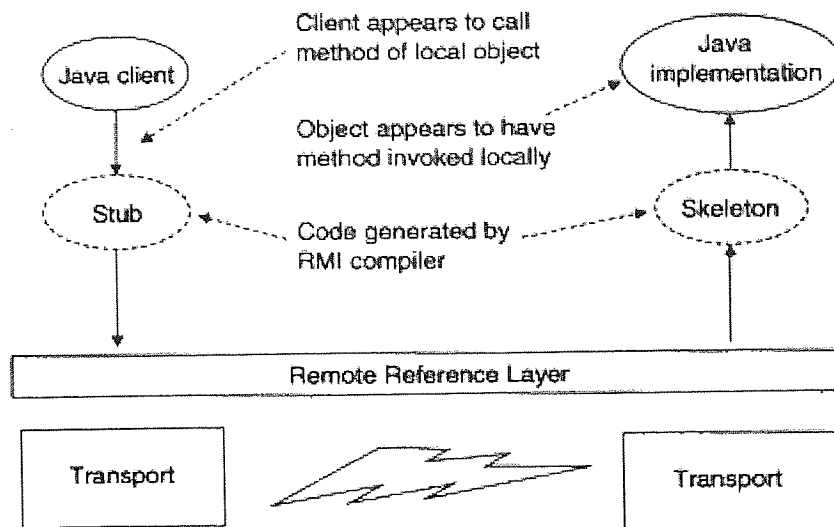 Client appears to call
method of local object
Java client
Java
implementation
Object appears to have
method invoked locally
Stub
Skeleton
Code generated by
RMI compiler
Remote Reference Layer
Transport
Transport